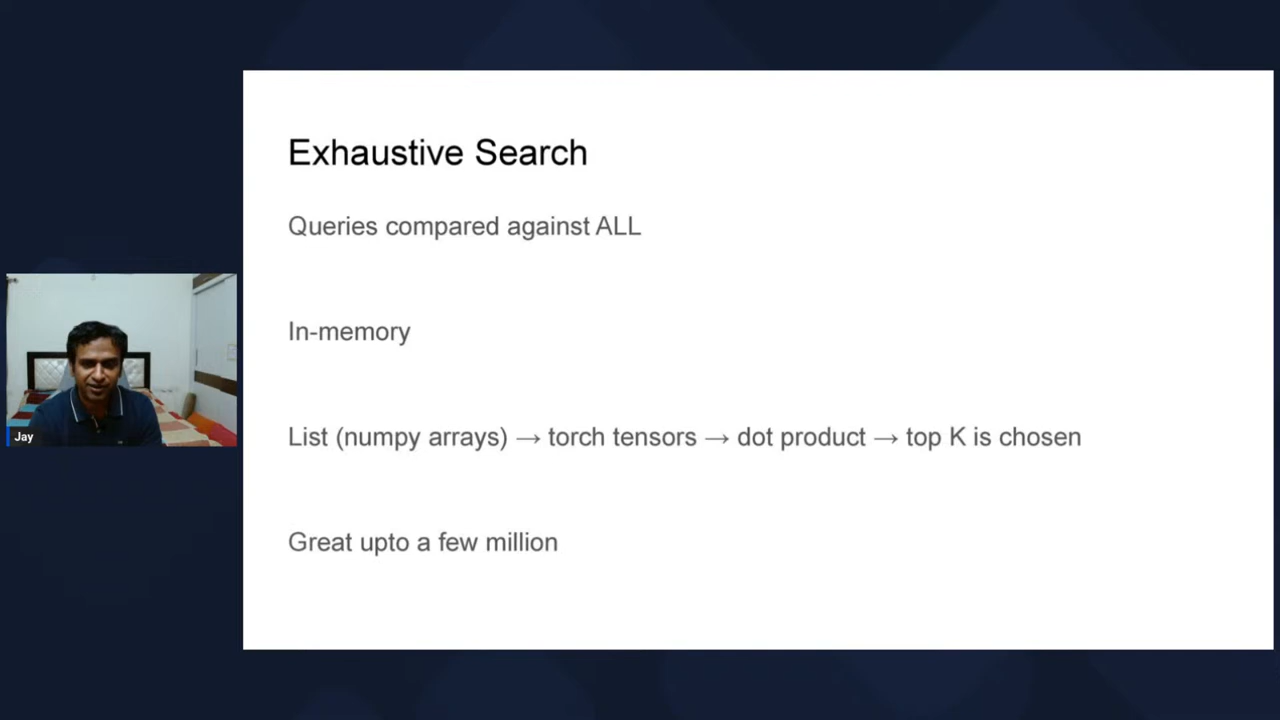 Exhaustive Search
Queries compared against ALL
In-memory
List (numpy arrays) → torch tensors → dot product → top K is chosen
Great upto a few million
Jay